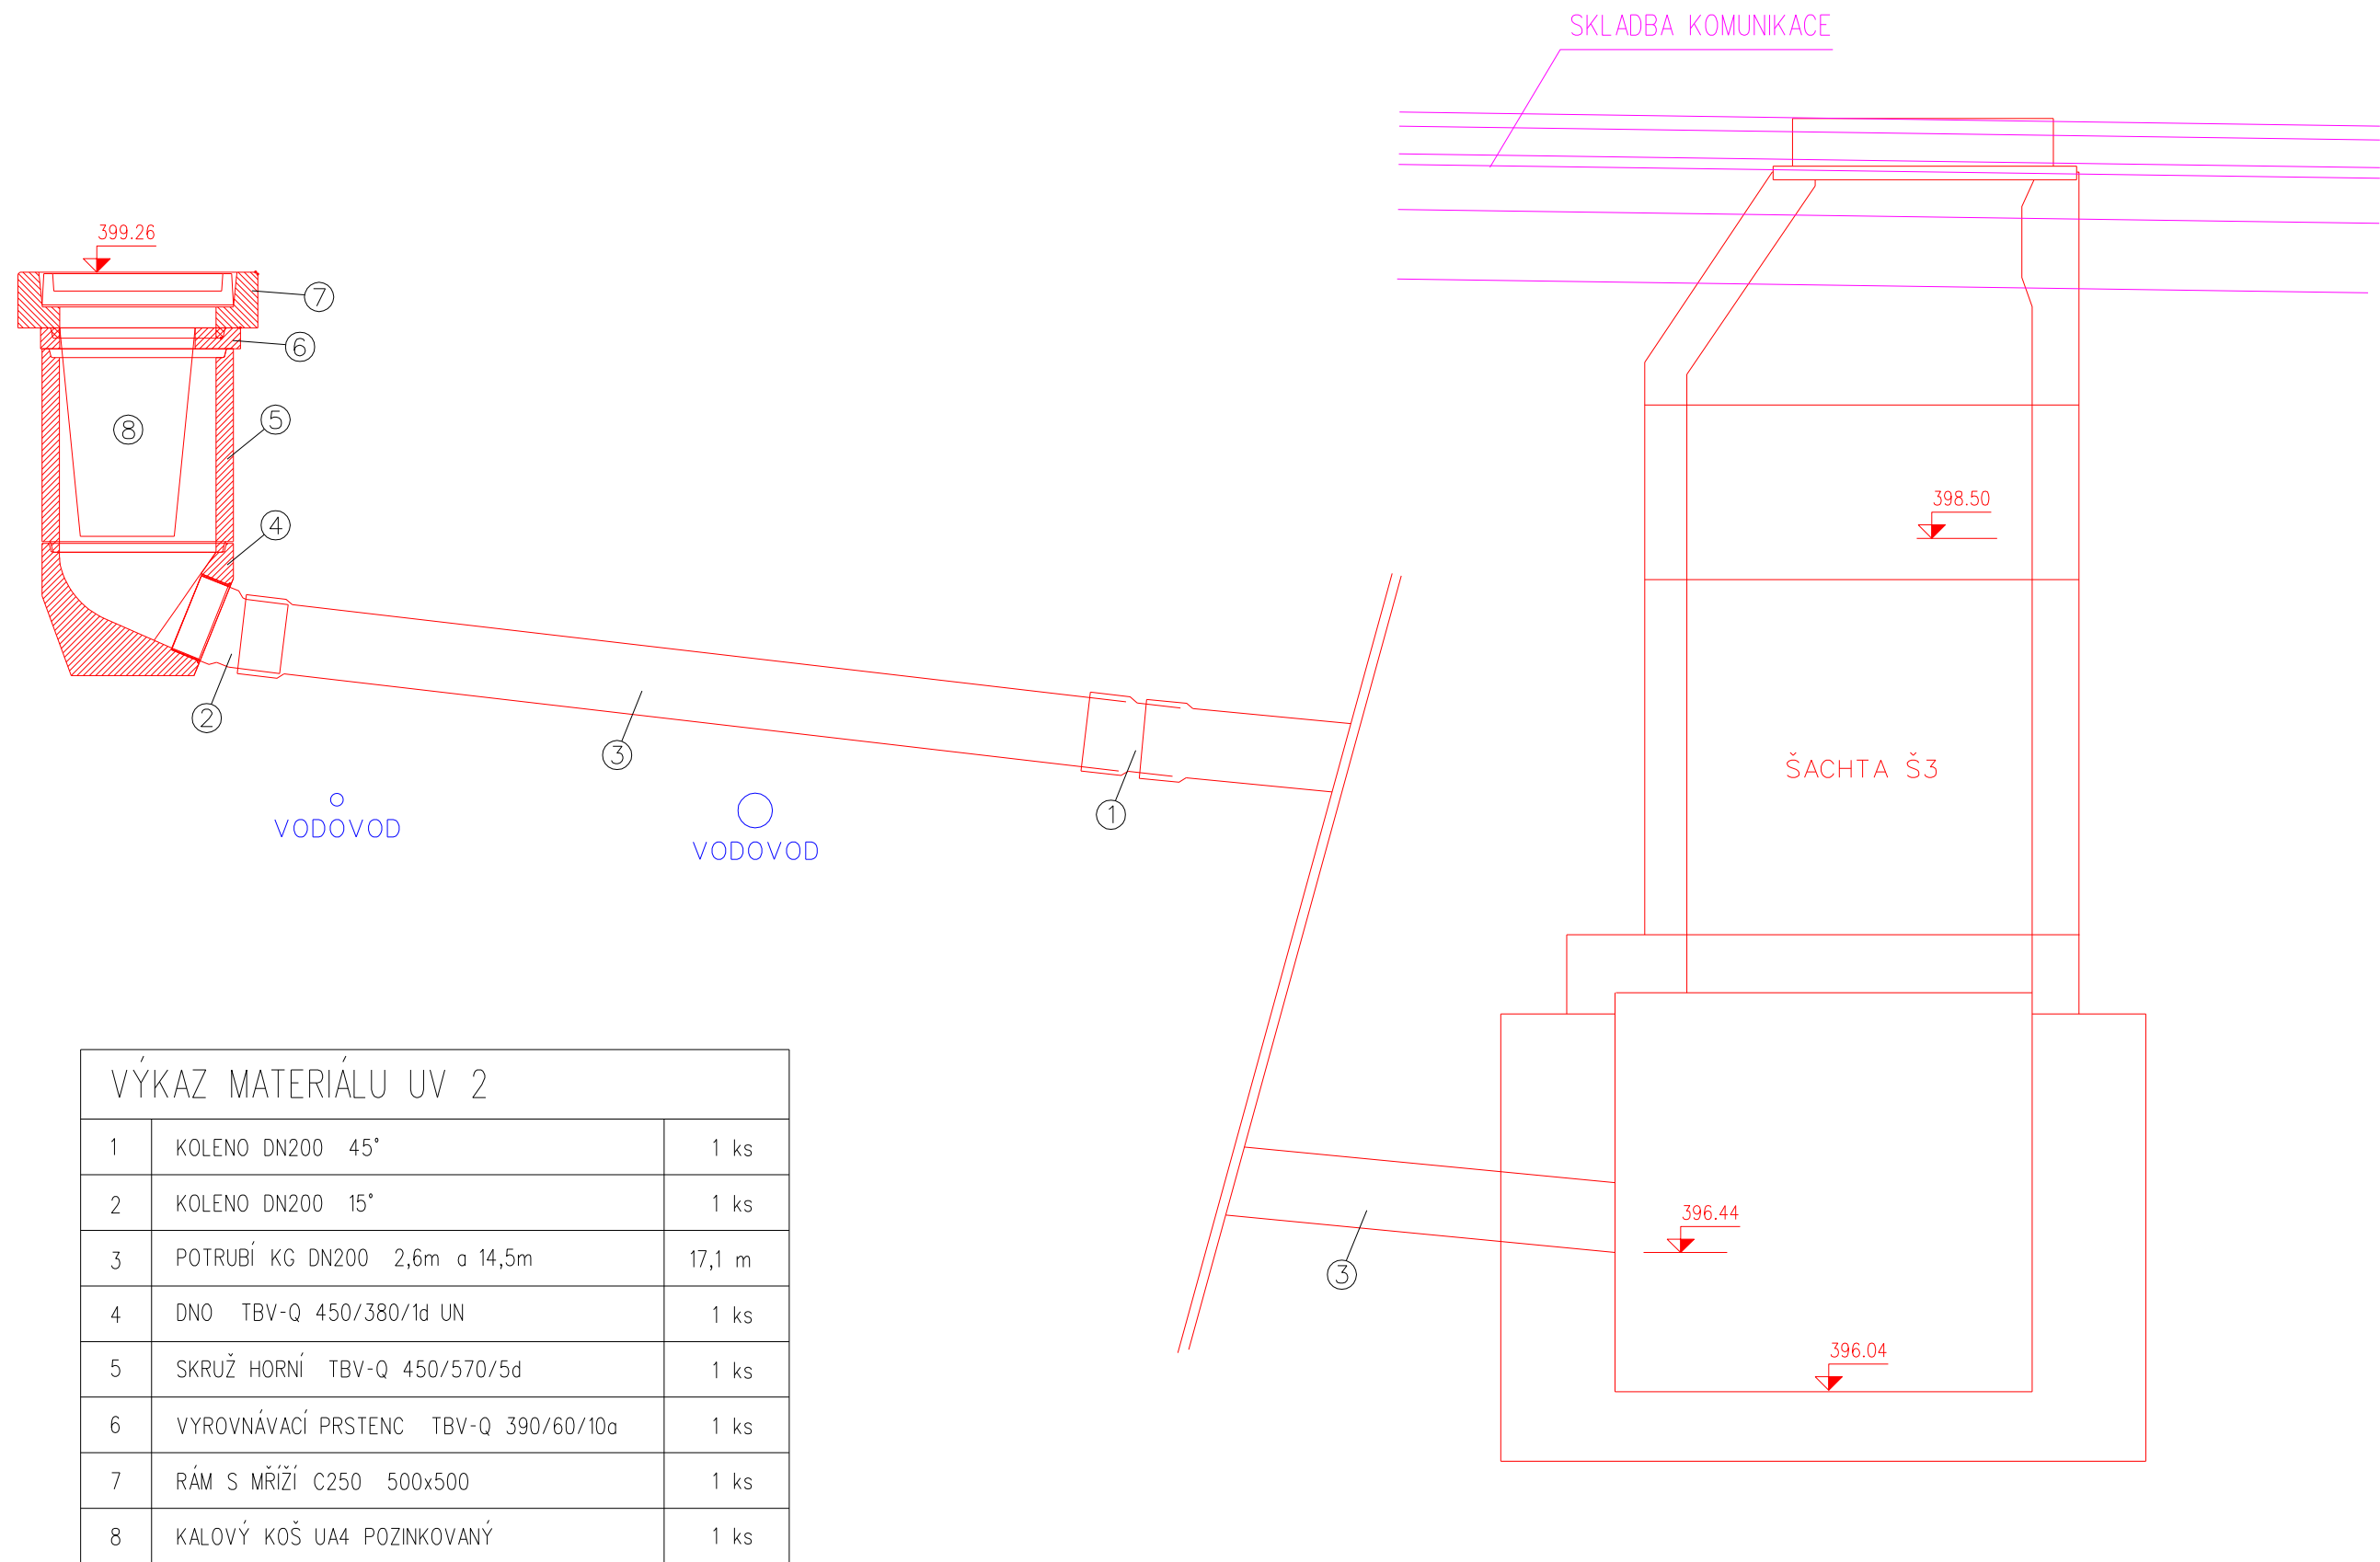 SKLADBA KOMUNIKACE
399.26
7
6
5
8
4
398.50
2
3
ŠACHTA Š3
1
VODOVOD
VODOVOD
396.44
3
396.04
VÝKAZ MATERIÁLU UV 2
1 KOLENO DN200 45° 1 ks
2 KOLENO DN200 15° 1 ks
3 POTRUBÍ KG DN200 2,6m a 14,5m 17,1 m
4 DNO TBV-Q 450/380/1d UN 1 ks
5 SKRUŽ HORNÍ TBV-Q 450/570/5d 1 ks
6 VYROVNÁVACÍ PRSTENC TBV-Q 390/60/10a 1 ks
7 RÁM S MŘÍŽÍ C250 500x500 1 ks
8 KALOVÝ KOŠ UA4 POZINKOVANÝ 1 ks